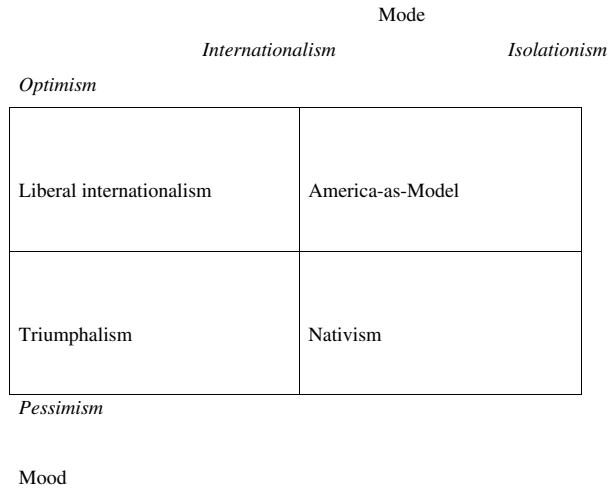 Mode
Internationalism Isolationism
Optimism
Liberal internationalism America-as-Model
Triumphalism Nativism
Pessimism
Mood